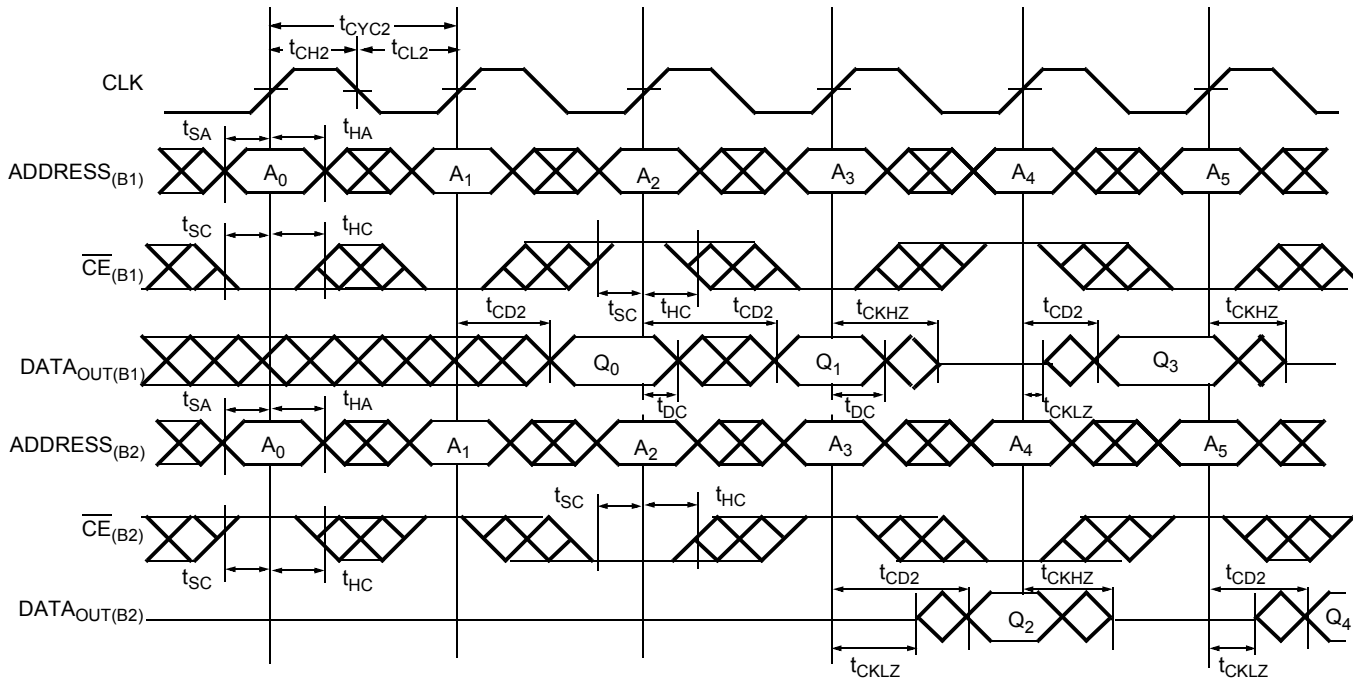 tCYC2
tCH2 tCL2
CLK
tSA tHA
ADDRESS(B1) A0 A1 A2 A3 A4 A5
tSC tHC
CE(B1)
tCD2 tSC tHC tCD2 tCKHZ tCD2 tCKHZ
DATAOUT(B1) Q0 Q1 Q3
tSA tHA tDC tDC tCKLZ
ADDRESS(B2) A0 A1 A2 A3 A4 A5
tSC tHC
CE(B2)
tSC tHC tCD2 tCKHZ tCD2
DATAOUT(B2) Q2 Q4
tCKLZ tCKLZ